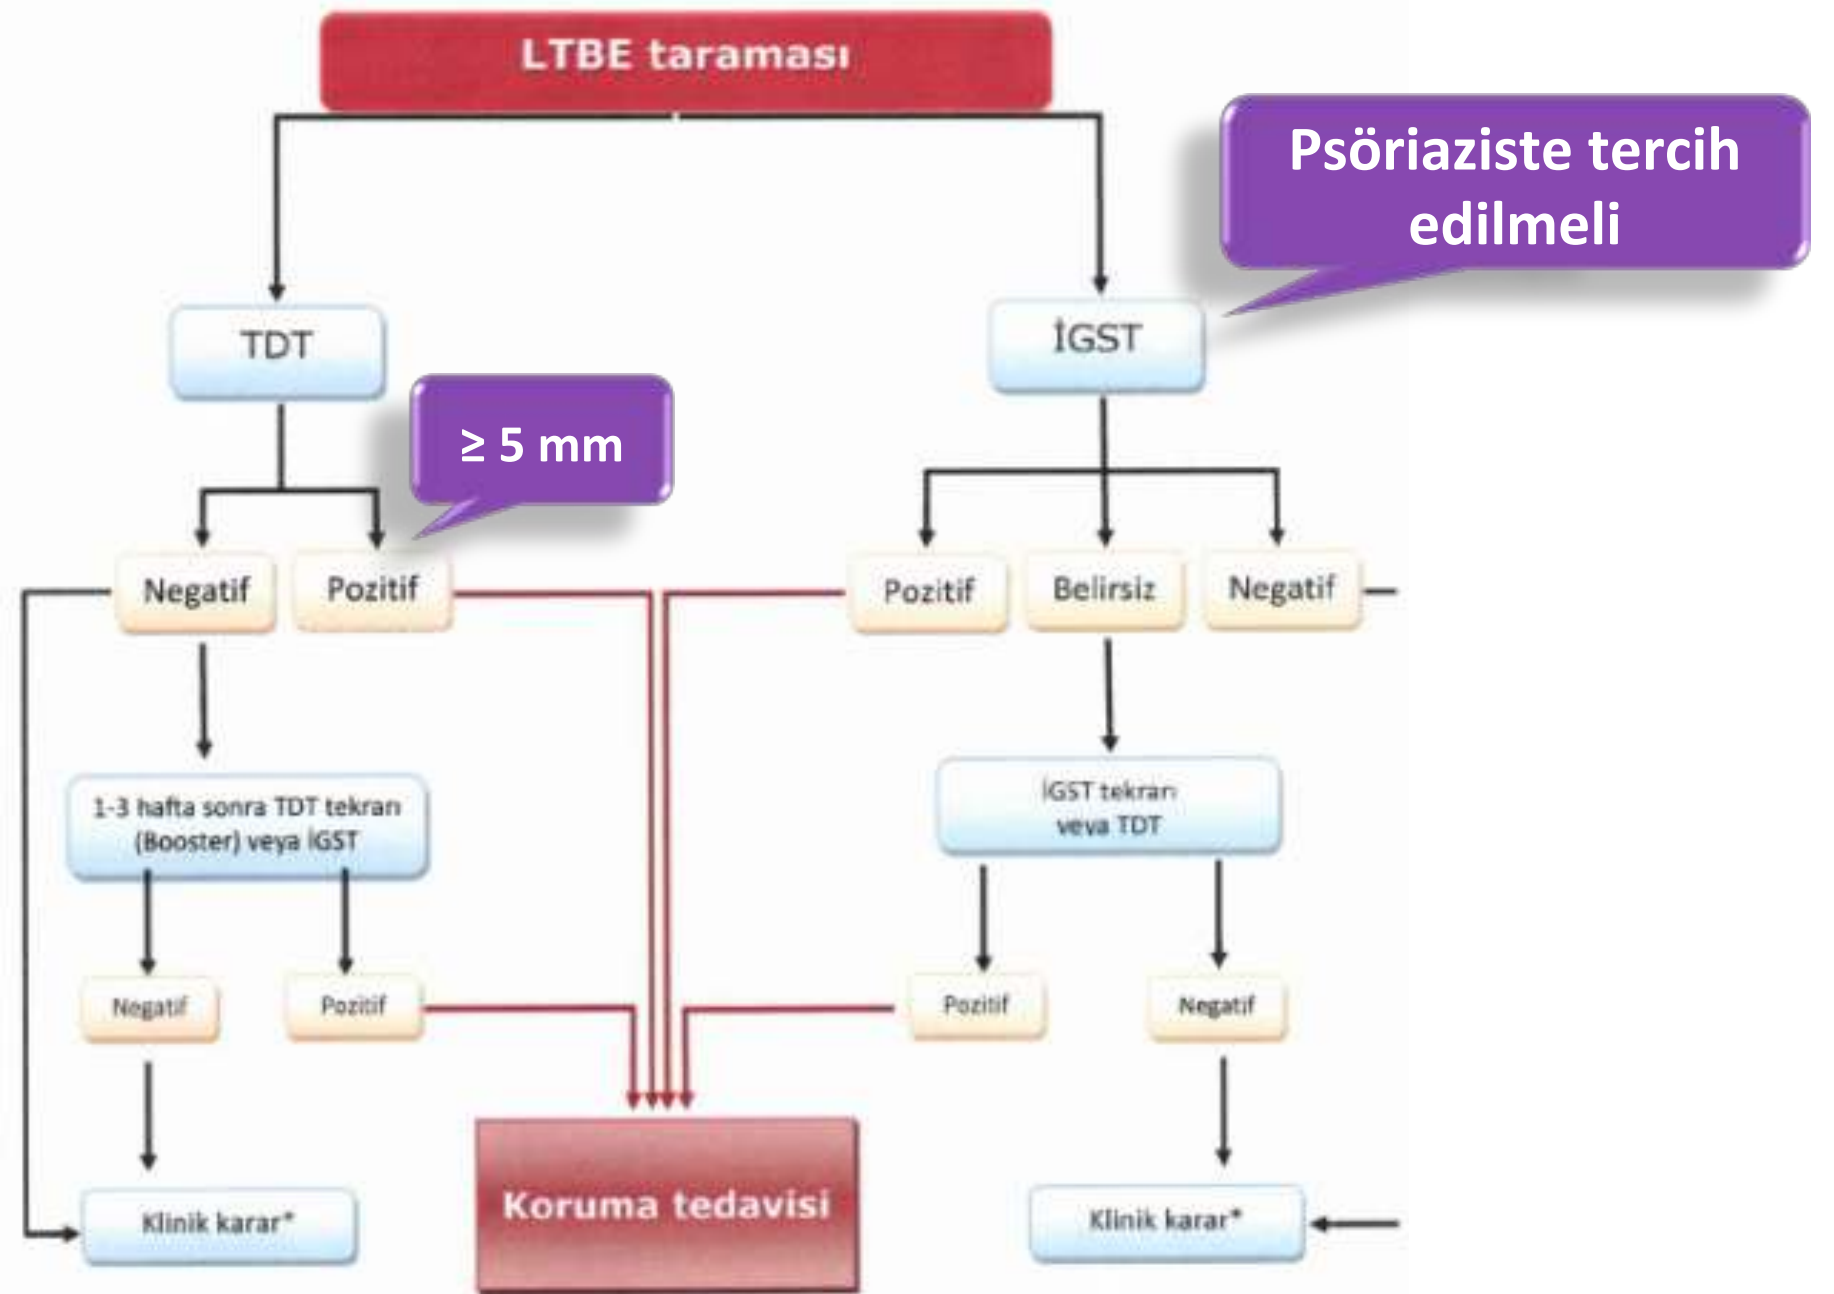 LTBE taraması
Psöriaziste tercih
edilmeli
TDT
İGST
≥ 5 mm
Negatif
Pozitif
Pozitif
Belirsiz
Negatif
1-3 hafta sonra TDT tekrarı
(Booster) veya İGST
İGST tekrarı
veya TDT
Negatif
Pozitif
Pozitif
Negatif
Klinik karar*
Koruma tedavisi
Klinik karar*